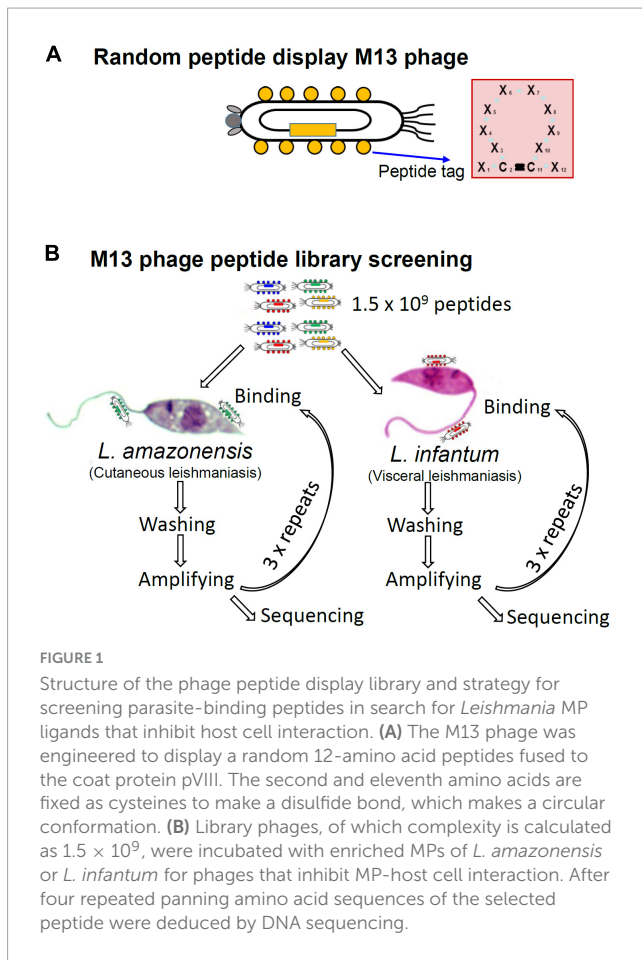 A Random peptide display M13 phage
X6 X7
X5 X8
X4 X9
X3 X10
X1 C2 C11 X12
Peptide tag
B M13 phage peptide library screening
1.5 x 10⁹ peptides
Binding
Binding
L. amazonensis
(Cutaneous leishmaniasis)
L. infantum
(Visceral leishmaniasis)
Washing
Washing
3 x repeats
3 x repeats
Amplifying
Amplifying
Sequencing
Sequencing
FIGURE 1
Structure of the phage peptide display library and strategy for
screening parasite-binding peptides in search for Leishmania MP
ligands that inhibit host cell interaction. (A) The M13 phage was
engineered to display a random 12-amino acid peptides fused to
the coat protein pVIII. The second and eleventh amino acids are
fixed as cysteines to make a disulfide bond, which makes a circular
conformation. (B) Library phages, of which complexity is calculated
as 1.5 × 10⁹, were incubated with enriched MPs of L. amazonensis
or L. infantum for phages that inhibit MP-host cell interaction. After
four repeated panning amino acid sequences of the selected
peptide were deduced by DNA sequencing.